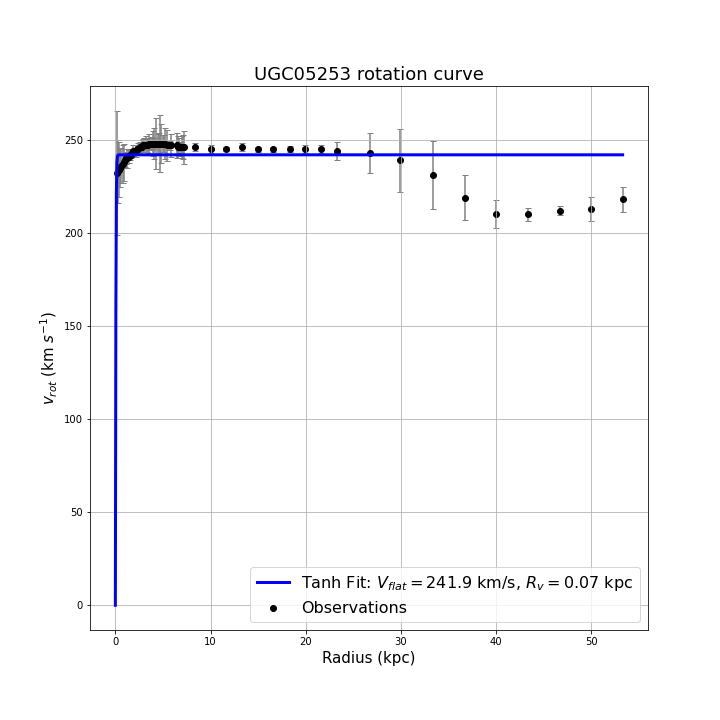 UGC05253 rotation curve
250
200
150
100
50
0
v_rot (km s⁻¹)
Tanh Fit: V_flat = 241.9 km/s, R_v = 0.07 kpc
Observations
0 10 20 30 40 50
Radius (kpc)